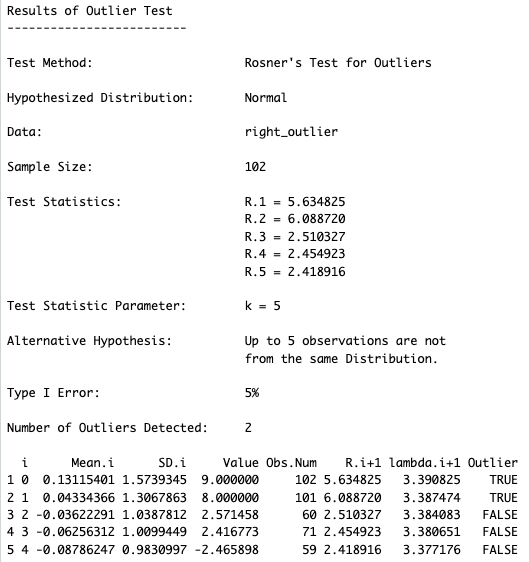 Results of Outlier Test
-------------------------
Test Method: Rosner's Test for Outliers
Hypothesized Distribution: Normal
Data: right_outlier
Sample Size: 102
Test Statistics: R.1 = 5.634825
R.2 = 6.088720
R.3 = 2.510327
R.4 = 2.454923
R.5 = 2.418916
Test Statistic Parameter: k = 5
Alternative Hypothesis: Up to 5 observations are not
from the same Distribution.
Type I Error: 5%
Number of Outliers Detected: 2
i Mean.i SD.i Value Obs.Num R.i+1 lambda.i+1 Outlier
1 0 0.13115401 1.5739345 9.000000 102 5.634825 3.390825 TRUE
2 1 0.04334366 1.3067863 8.000000 101 6.088720 3.387474 TRUE
3 2 -0.03622291 1.0387812 2.571458 60 2.510327 3.384083 FALSE
4 3 -0.06256312 1.0099449 2.416773 71 2.454923 3.380651 FALSE
5 4 -0.08786247 0.9830997 -2.465898 59 2.418916 3.377176 FALSE